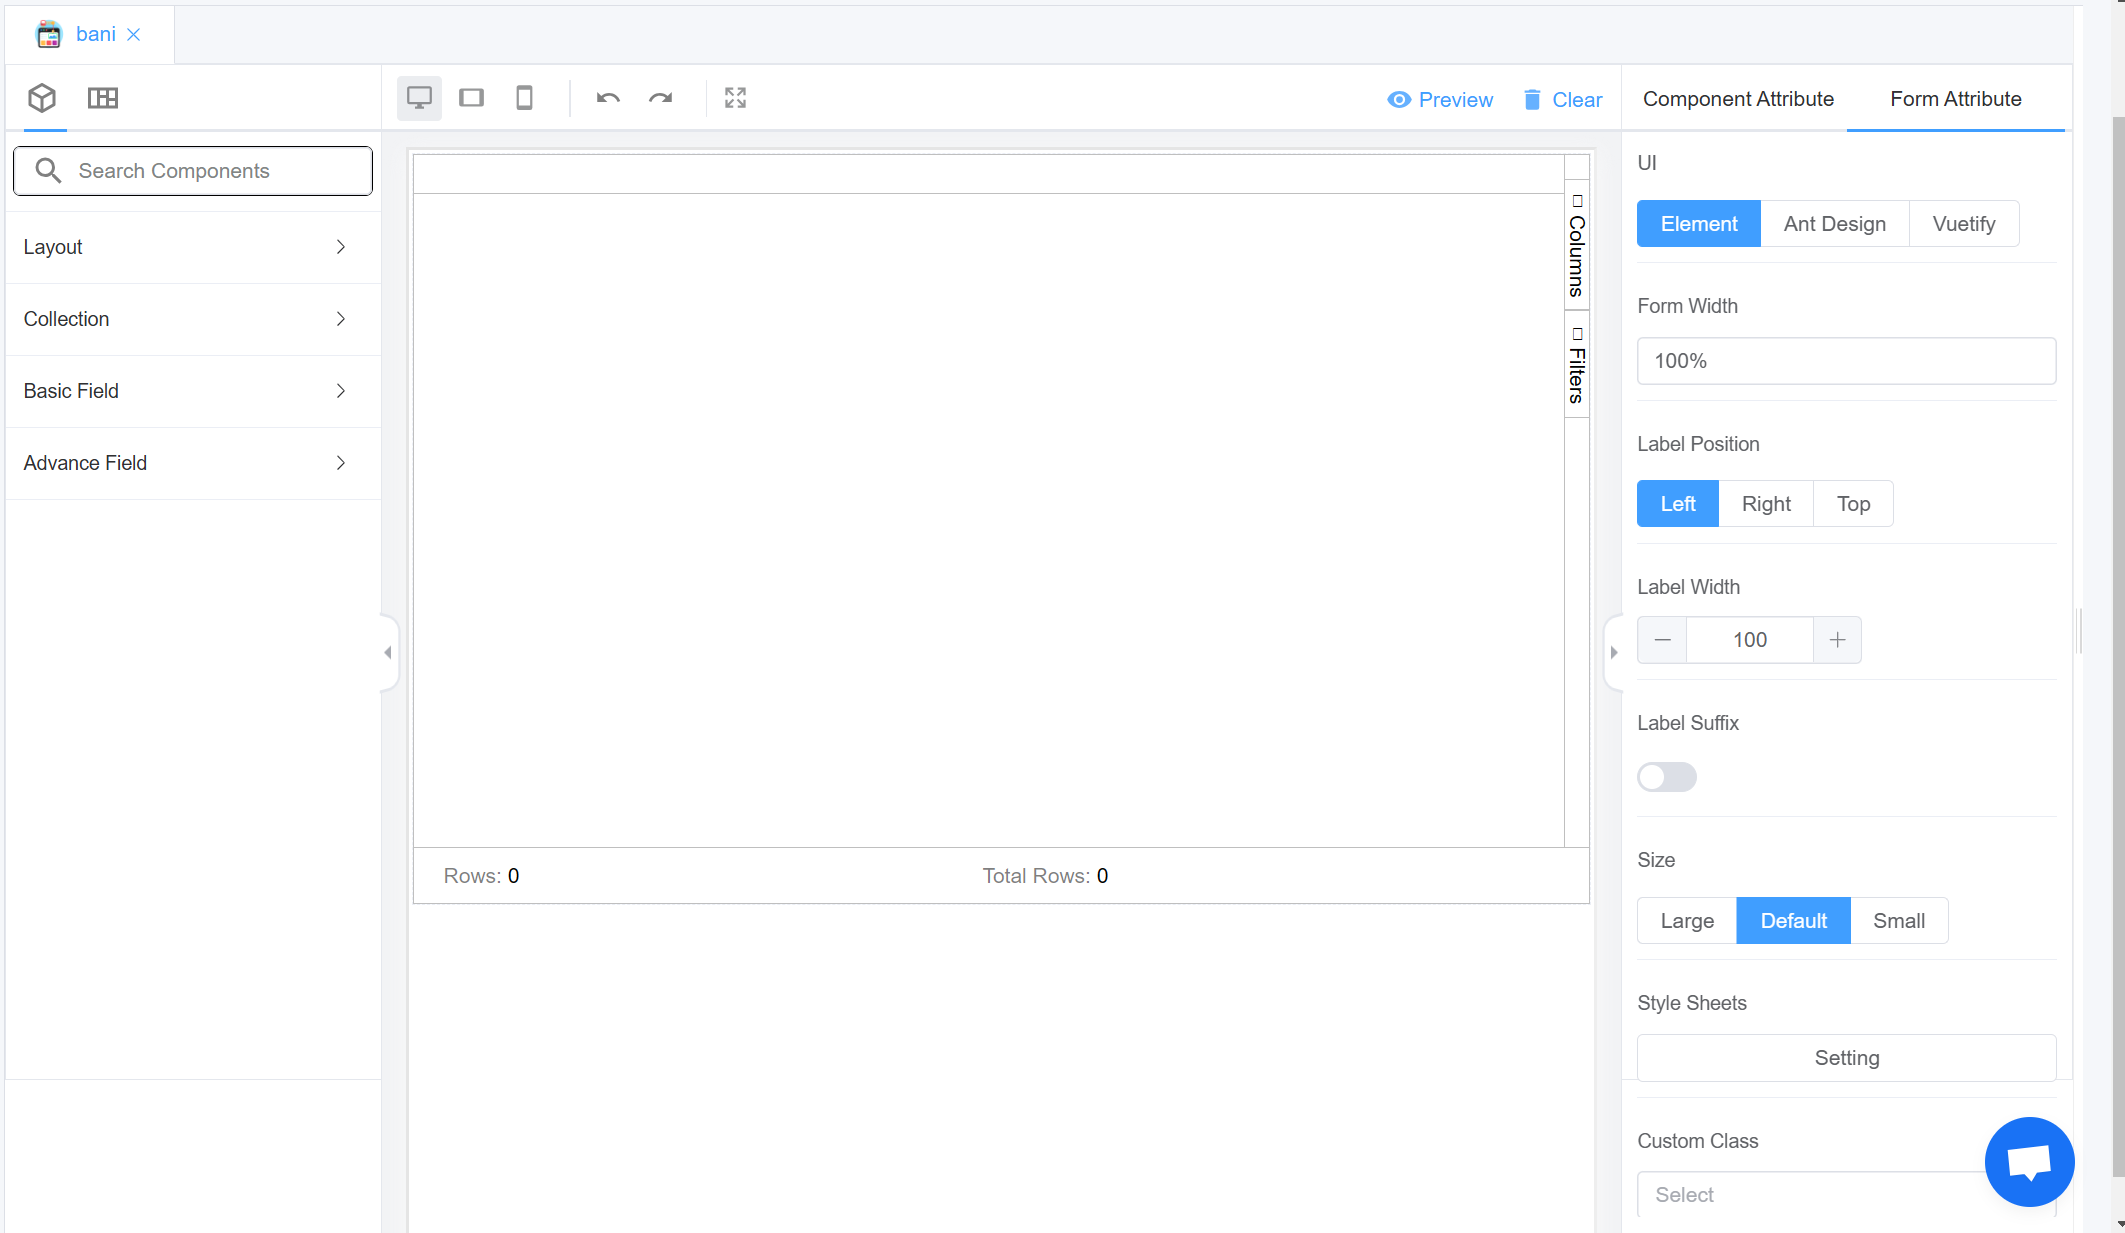 bani
Preview
Clear
Component Attribute
Form Attribute
Search Components
Layout
Collection
Basic Field
Advance Field
Columns
Filters
Rows: 0
Total Rows: 0
UI
Element
Ant Design
Vuetify
Form Width
100%
Label Position
Left
Right
Top
Label Width
100
Label Suffix
Size
Large
Default
Small
Style Sheets
Setting
Custom Class
Select